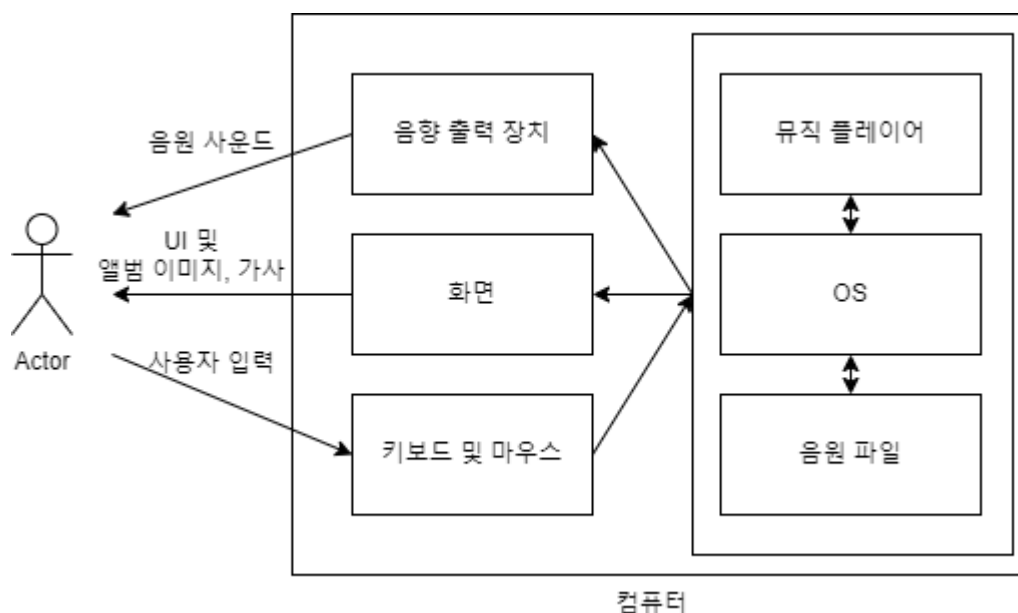 음향 출력 장치
뮤직 플레이어
음원 사운드
UI 및
앨범 이미지, 가사
화면
OS
Actor
사용자 입력
키보드 및 마우스
음원 파일
컴퓨터